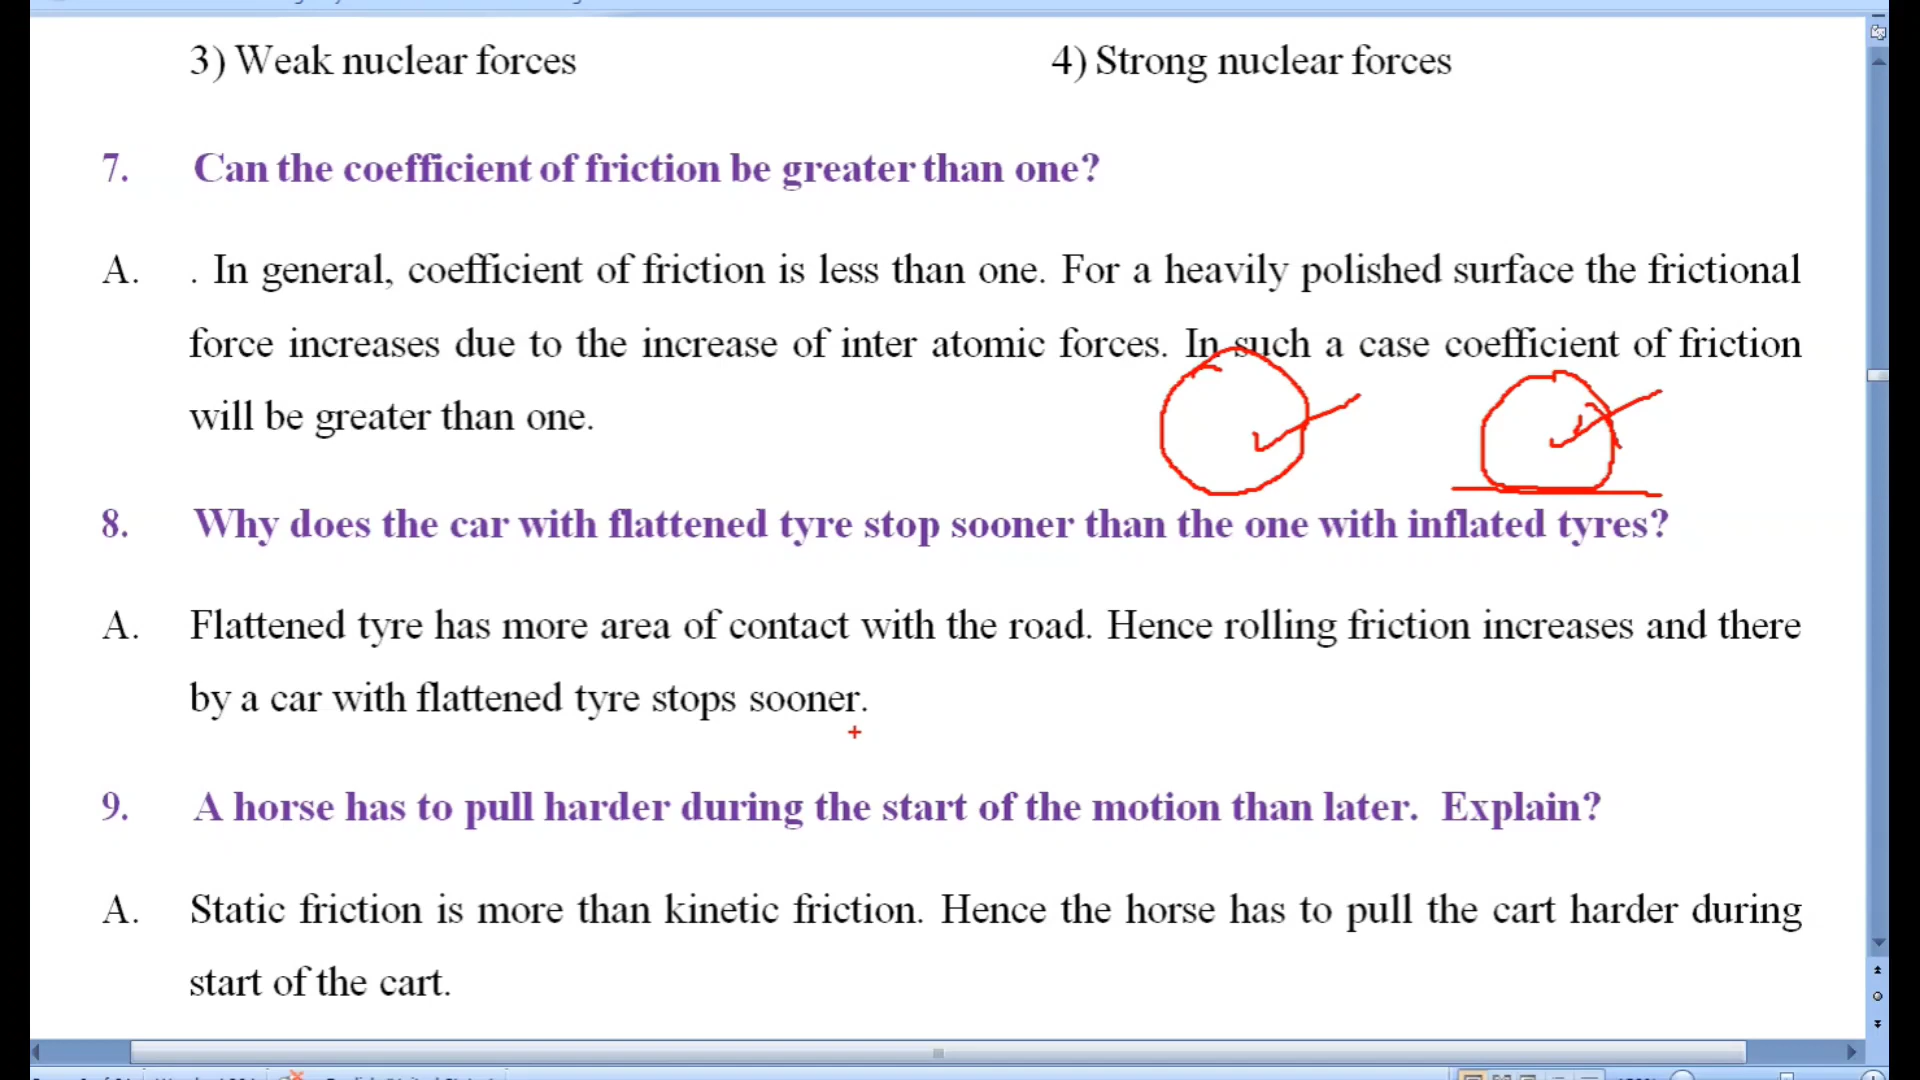 3) Weak nuclear forces 4) Strong nuclear forces
7. Can the coefficient of friction be greater than one?
A. . In general, coefficient of friction is less than one. For a heavily polished surface the frictional
force increases due to the increase of inter atomic forces. In such a case coefficient of friction
will be greater than one.
8. Why does the car with flattened tyre stop sooner than the one with inflated tyres?
A. Flattened tyre has more area of contact with the road. Hence rolling friction increases and there
by a car with flattened tyre stops sooner.
9. A horse has to pull harder during the start of the motion than later. Explain?
A. Static friction is more than kinetic friction. Hence the horse has to pull the cart harder during
start of the cart.